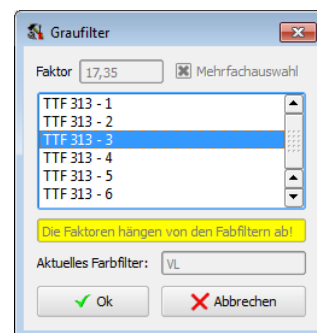 Graufilter
Faktor 17,35 Mehrfachauswahl
TTF 313 - 1
TTF 313 - 2
TTF 313 - 3
TTF 313 - 4
TTF 313 - 5
TTF 313 - 6
Die Faktoren hängen von den Fabfiltern ab!
Aktuelles Farbfilter: VL
Ok Abbrechen